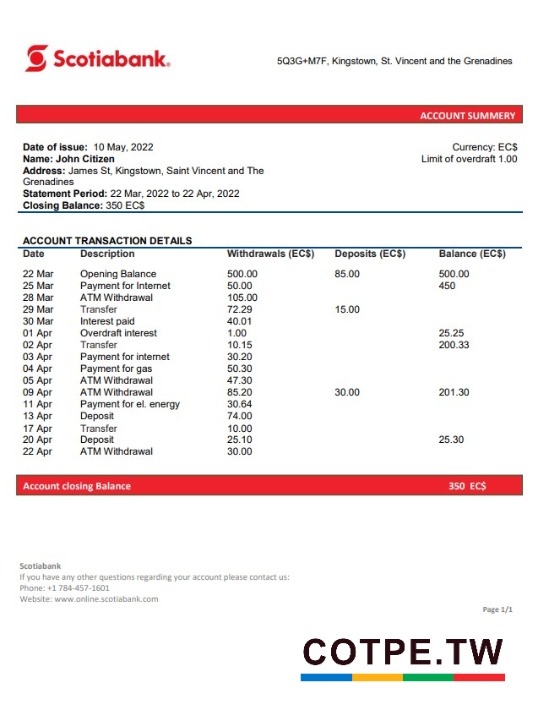 Scotiabank®
5Q3G+M7F, Kingstown, St. Vincent and the Grenadines
ACCOUNT SUMMERY
Date of issue: 10 May, 2022
Currency: EC$
Name: John Citizen
Limit of overdraft 1.00
Address: James St, Kingstown, Saint Vincent and The
Grenadines
Statement Period: 22 Mar, 2022 to 22 Apr, 2022
Closing Balance: 350 EC$
ACCOUNT TRANSACTION DETAILS
Date Description Withdrawals (EC$) Deposits (EC$) Balance (EC$)
22 Mar Opening Balance 500.00 85.00 500.00
25 Mar Payment for Internet 50.00 450
28 Mar ATM Withdrawal 105.00
29 Mar Transfer 72.29 15.00
30 Mar Interest paid 40.01
01 Apr Overdraft interest 1.00 25.25
02 Apr Transfer 10.15 200.33
03 Apr Payment for internet 30.20
04 Apr Payment for gas 50.30
05 Apr ATM Withdrawal 47.30
09 Apr ATM Withdrawal 85.20 30.00 201.30
11 Apr Payment for el. energy 30.64
13 Apr Deposit 74.00
17 Apr Transfer 10.00
20 Apr Deposit 25.10 25.30
22 Apr ATM Withdrawal 30.00
Account closing Balance 350 EC$
Scotiabank
If you have any other questions regarding your account please contact us:
Phone: +1 784-457-1601
Website: www.online.scotiabank.com
Page 1/1
COTPE.TW